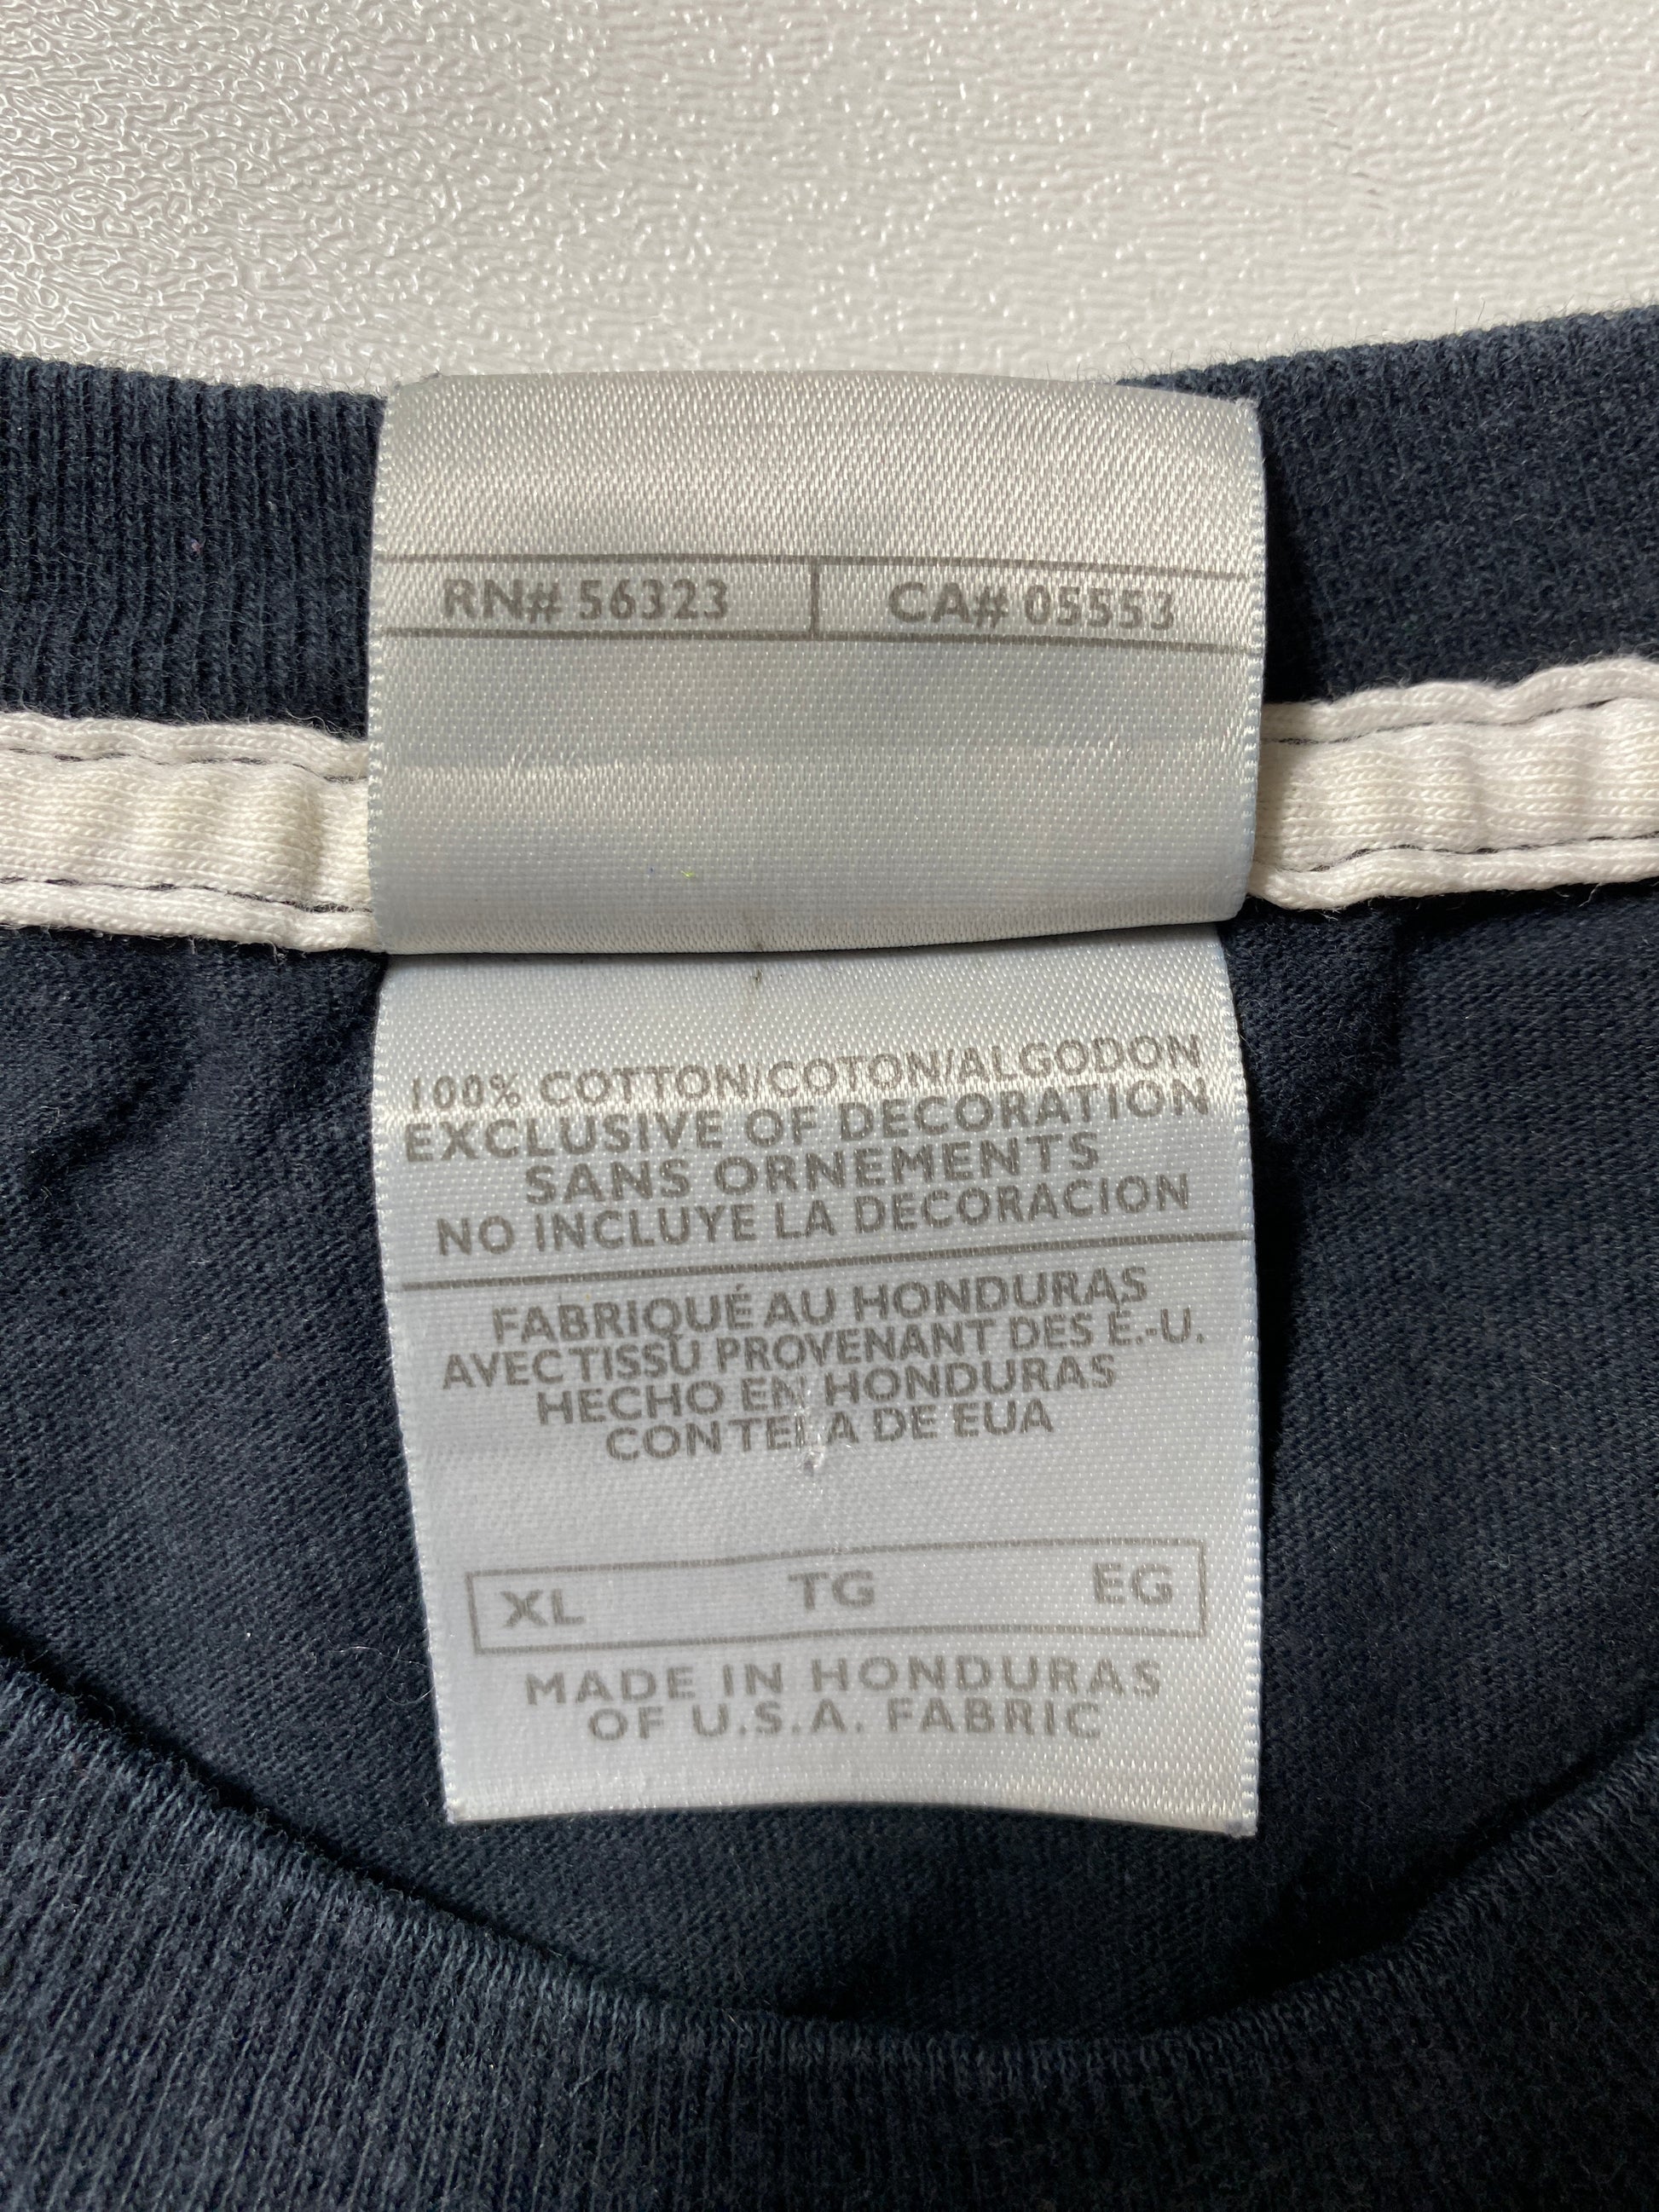 RN# 56323 CA# 05553
100% COTTON/COTON/ALGODON
EXCLUSIVE OF DECORATION
SANS ORNEMENTS
NO INCLUYE LA DECORACION
FABRIQUÉ AU HONDURAS
AVEC TISSU PROVENANT DES É.-U.
HECHO EN HONDURAS
CON TELA DE EUA
XL TG EG
MADE IN HONDURAS
OF U.S.A. FABRIC